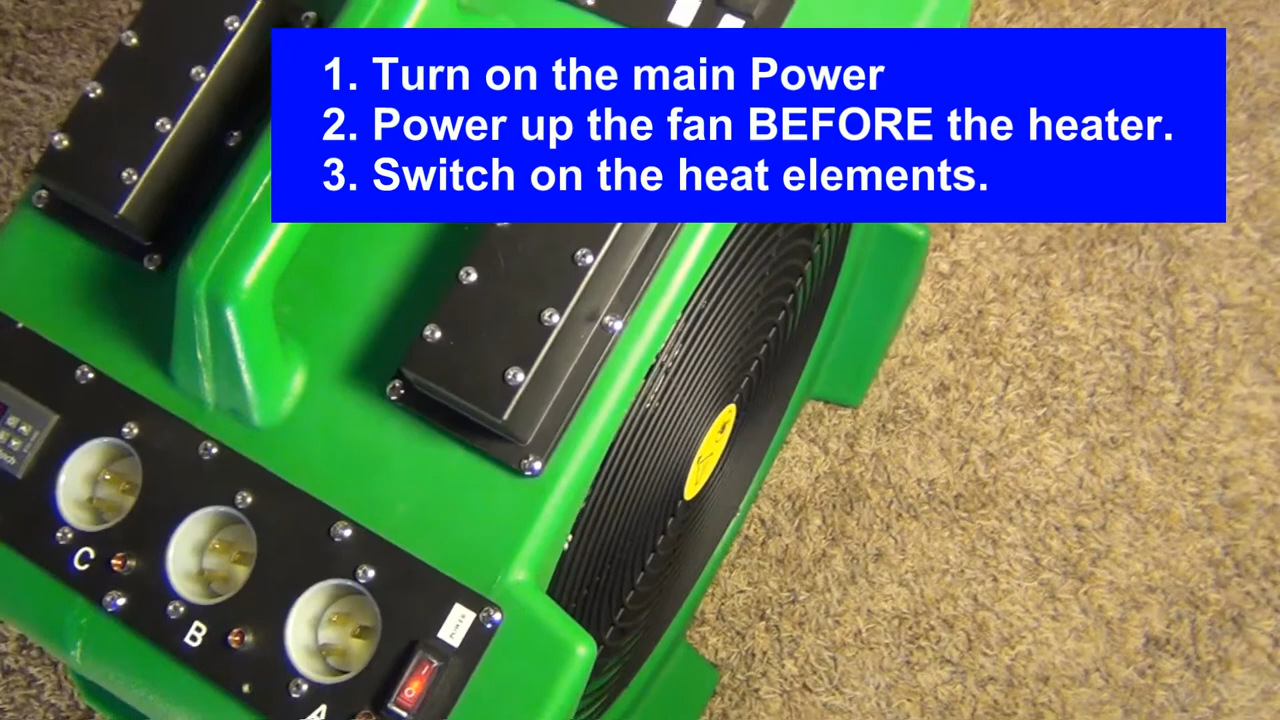 1. Turn on the main Power
2. Power up the fan BEFORE the heater.
3. Switch on the heat elements.
C
B
A
POWER